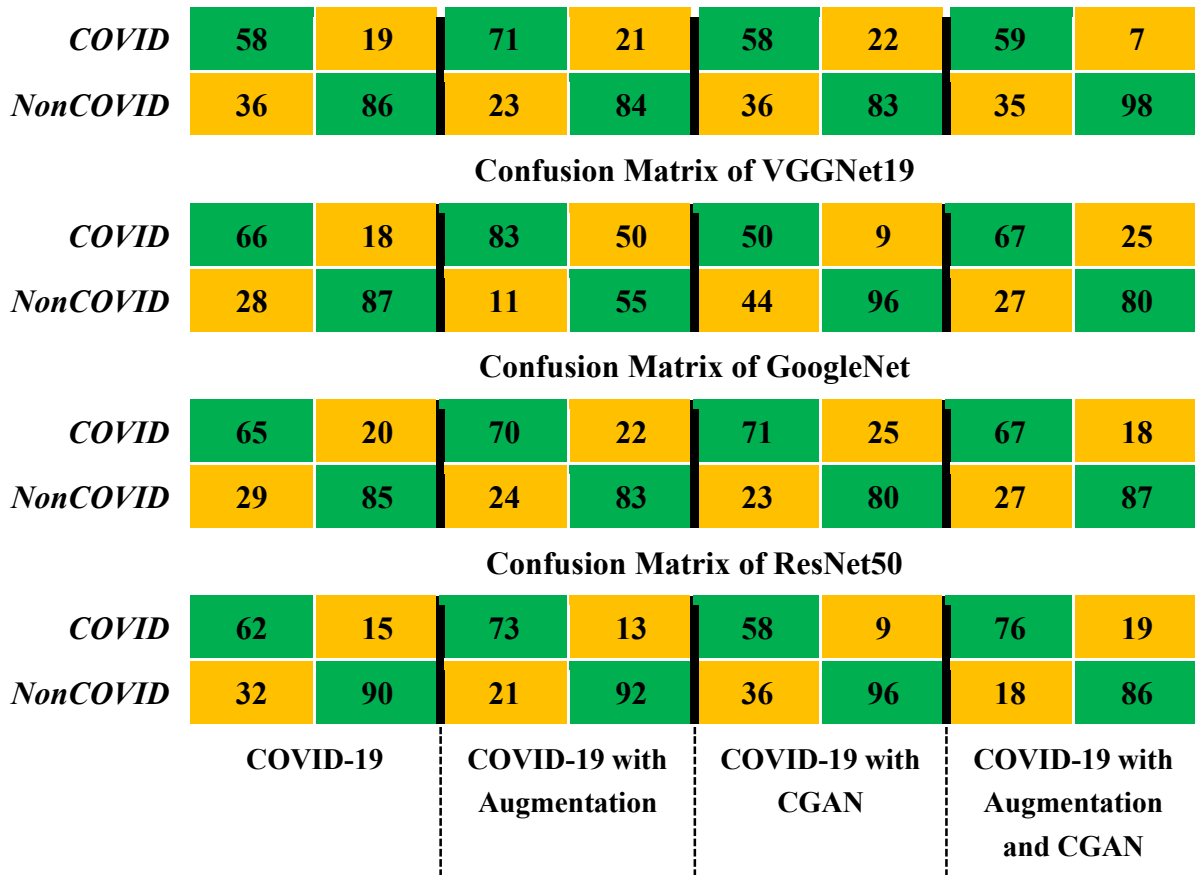 COVID 58 19 71 21 58 22 59 7
NonCOVID 36 86 23 84 36 83 35 98
Confusion Matrix of VGGNet19
COVID 66 18 83 50 50 9 67 25
NonCOVID 28 87 11 55 44 96 27 80
Confusion Matrix of GoogleNet
COVID 65 20 70 22 71 25 67 18
NonCOVID 29 85 24 83 23 80 27 87
Confusion Matrix of ResNet50
COVID 62 15 73 13 58 9 76 19
NonCOVID 32 90 21 92 36 96 18 86
COVID-19
COVID-19 with
Augmentation
COVID-19 with
CGAN
COVID-19 with
Augmentation
and CGAN